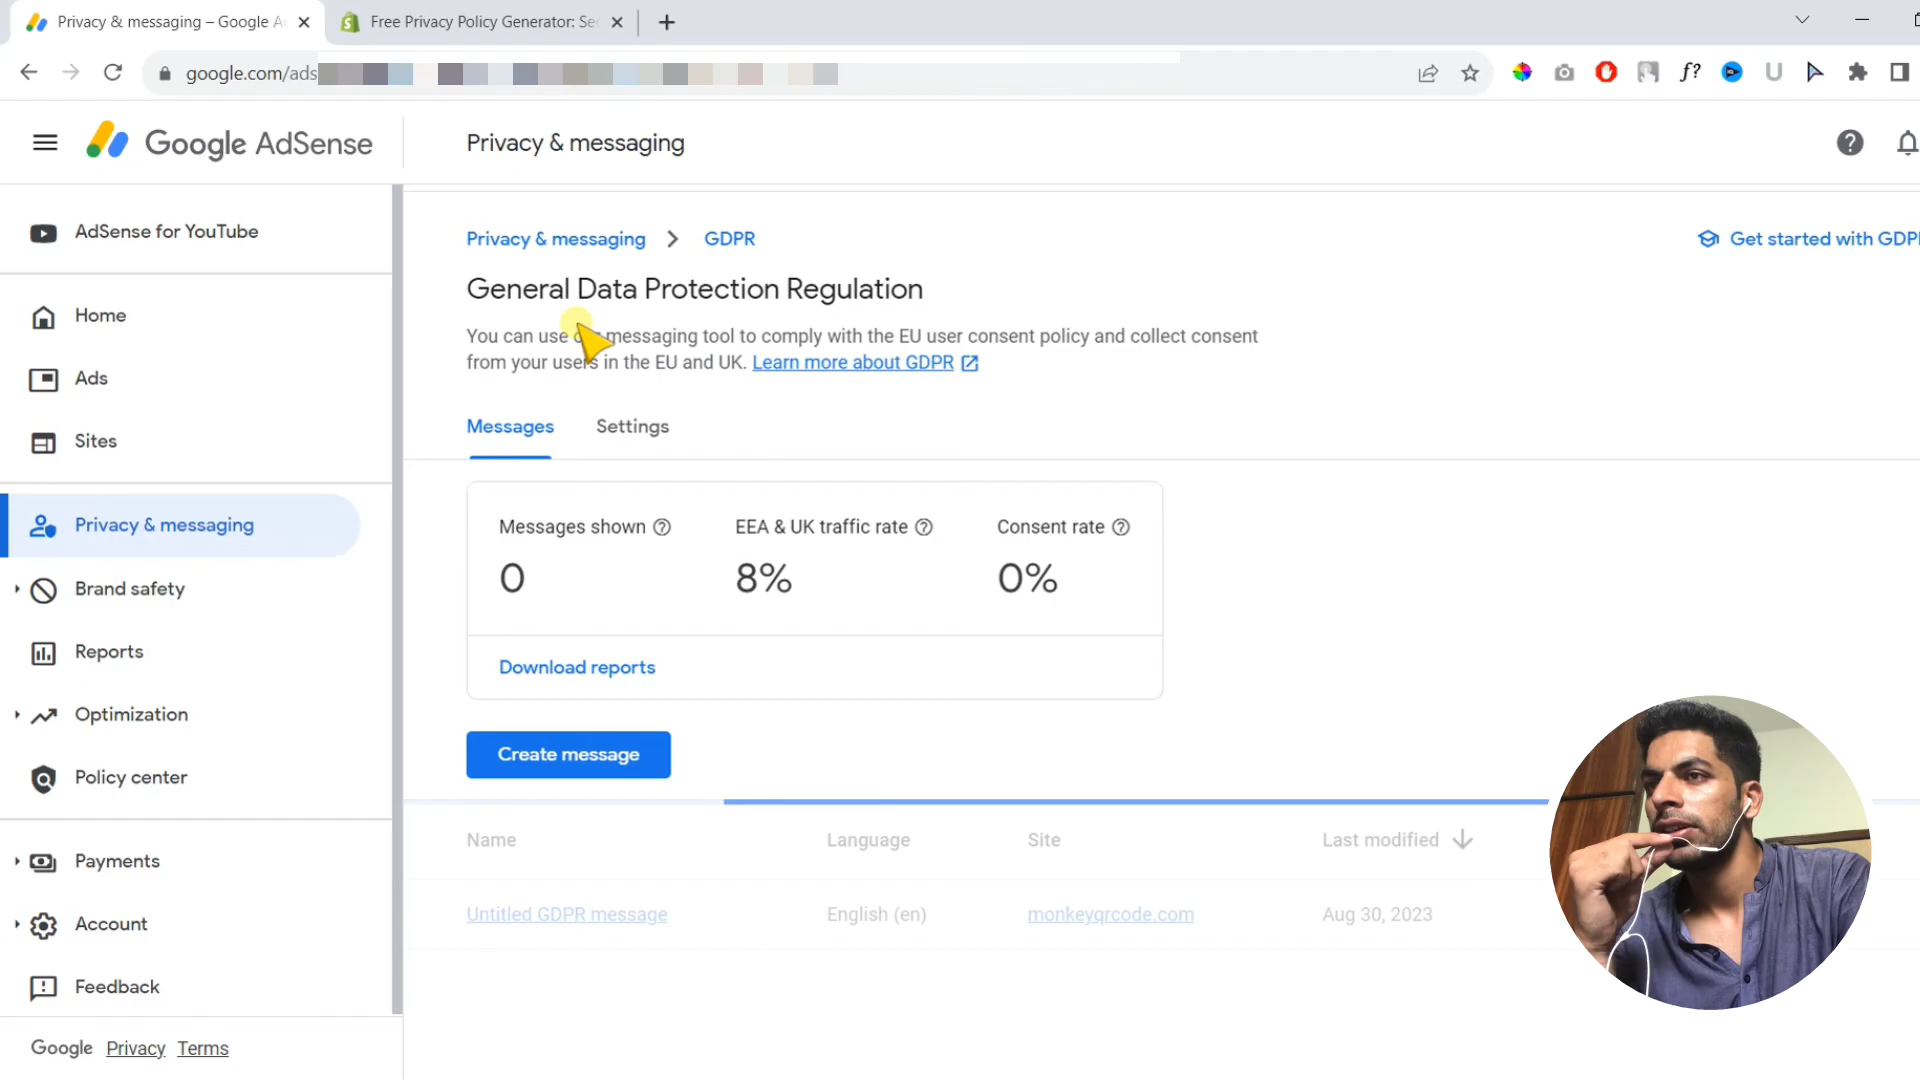 Privacy & messaging – Google A
Free Privacy Policy Generator: Se
google.com/ads
f?
Google AdSense
Privacy & messaging
AdSense for YouTube
Home
Ads
Sites
Privacy & messaging
Brand safety
Reports
Optimization
Policy center
Payments
Account
Feedback
Google Privacy Terms
Privacy & messaging > GDPR
Get started with GDP
General Data Protection Regulation
You can use messaging tool to comply with the EU user consent policy and collect consent
from your users in the EU and UK. Learn more about GDPR
Messages Settings
Messages shown EEA & UK traffic rate Consent rate
0 8% 0%
Download reports
Create message
Name Language Site Last modified
Untitled GDPR message English (en) monkeyqrcode.com Aug 30, 2023